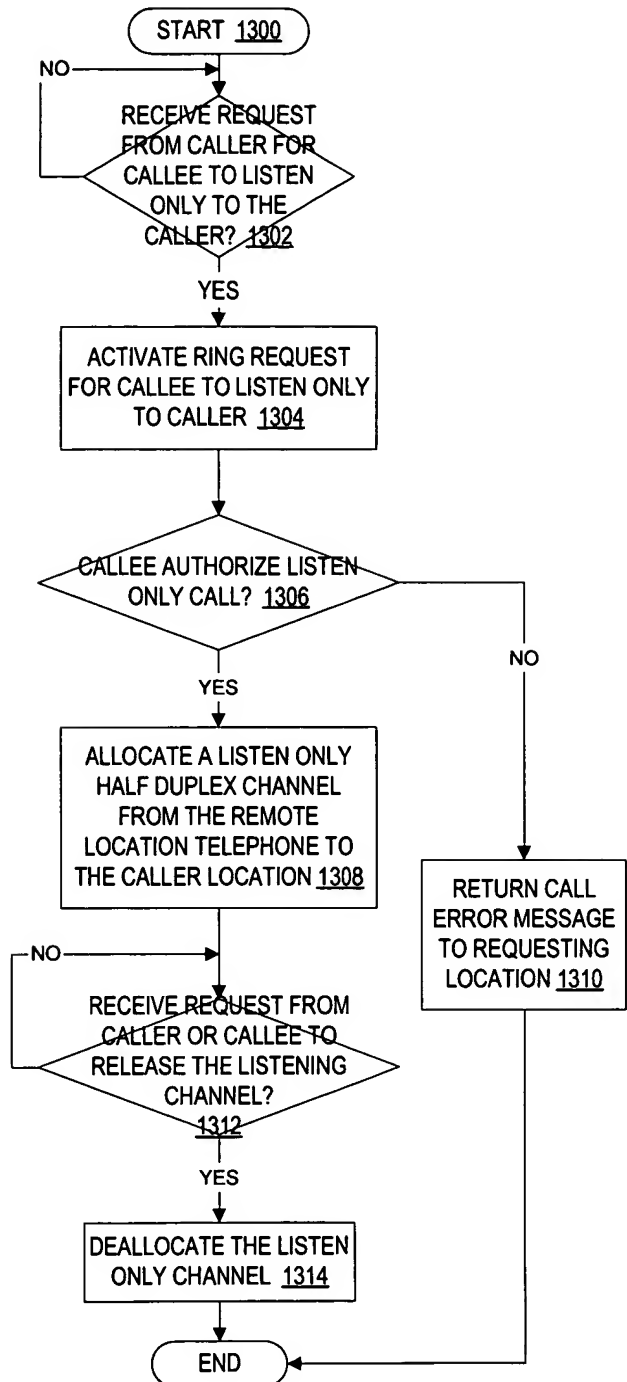 START 1300
NO
RECEIVE REQUEST
FROM CALLER FOR
CALLEE TO LISTEN
ONLY TO THE
CALLER? 1302
YES
ACTIVATE RING REQUEST
FOR CALLEE TO LISTEN ONLY
TO CALLER 1304
CALLEE AUTHORIZE LISTEN
ONLY CALL? 1306
NO
YES
ALLOCATE A LISTEN ONLY
HALF DUPLEX CHANNEL
FROM THE REMOTE
LOCATION TELEPHONE TO
THE CALLER LOCATION 1308
RETURN CALL
ERROR MESSAGE
TO REQUESTING
LOCATION 1310
NO
RECEIVE REQUEST FROM
CALLER OR CALLEE TO
RELEASE THE LISTENING
CHANNEL?
1312
YES
DEALLOCATE THE LISTEN
ONLY CHANNEL 1314
END